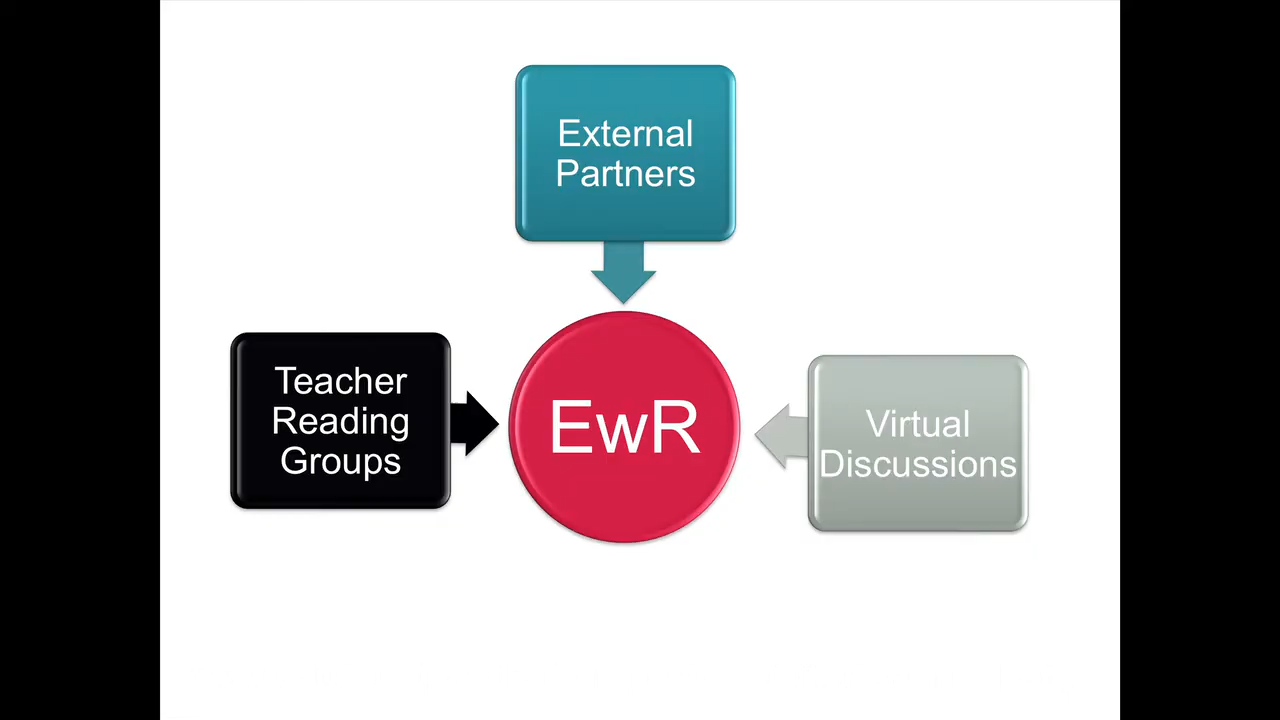 External
Partners
Teacher
Reading
Groups
EwR
Virtual
Discussions